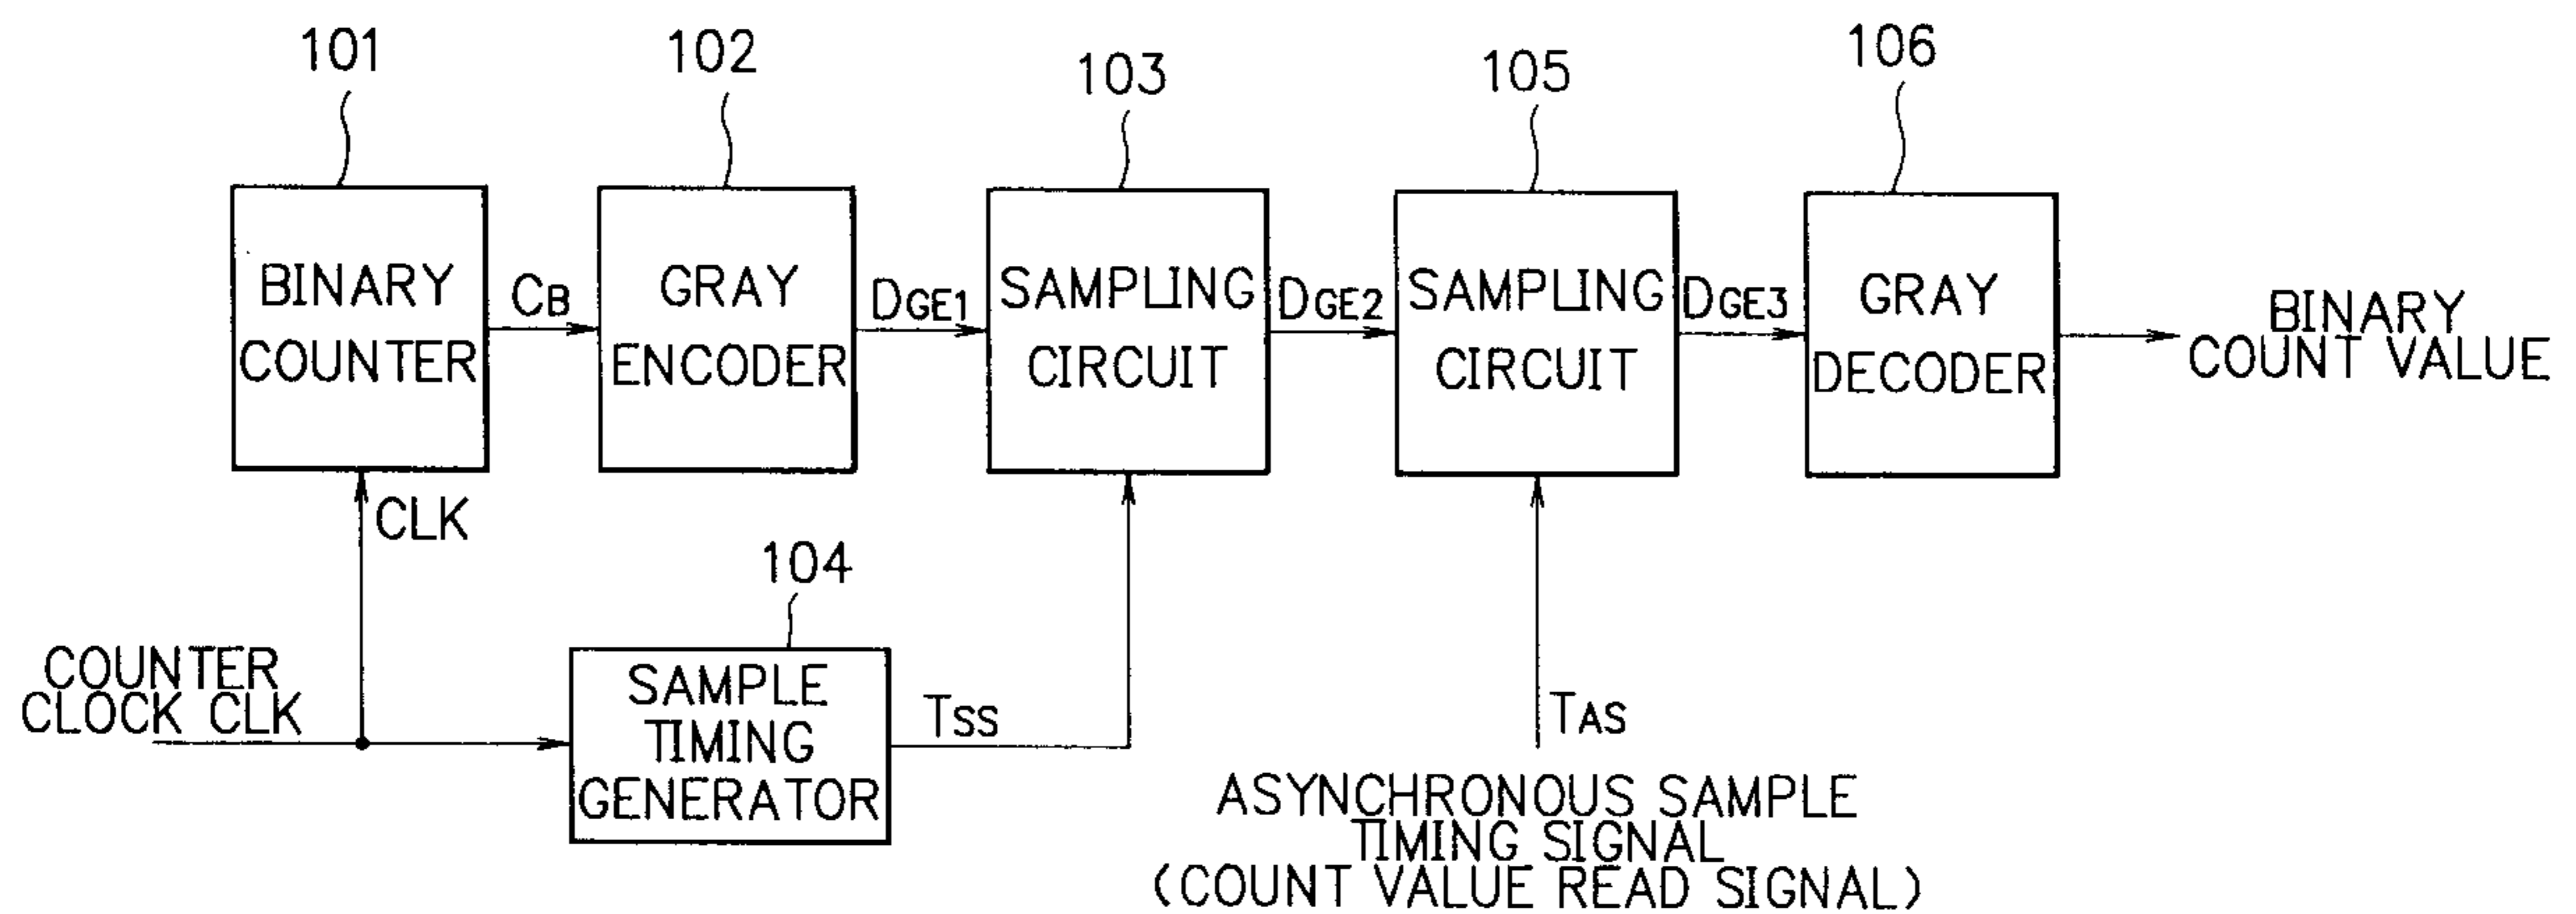 101
102
103
105
106
BINARY
COUNTER
CB
GRAY
ENCODER
DGE1
SAMPLING
CIRCUIT
DGE2
SAMPLING
CIRCUIT
DGE3
GRAY
DECODER
BINARY
COUNT VALUE
CLK
104
COUNTER
CLOCK CLK
SAMPLE
TIMING
GENERATOR
TSS
TAS
ASYNCHRONOUS SAMPLE
TIMING SIGNAL
(COUNT VALUE READ SIGNAL)